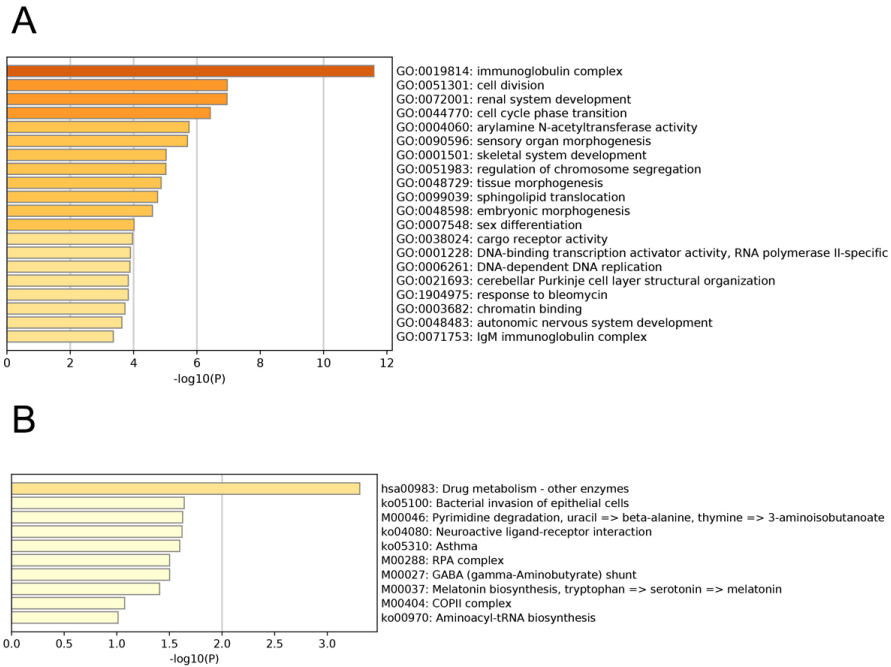 A
GO:0019814: immunoglobulin complex
GO:0051301: cell division
GO:0072001: renal system development
GO:0044770: cell cycle phase transition
GO:0004060: arylamine N-acetyltransferase activity
GO:0090596: sensory organ morphogenesis
GO:0001501: skeletal system development
GO:0051983: regulation of chromosome segregation
GO:0048729: tissue morphogenesis
GO:0099039: sphingolipid translocation
GO:0048598: embryonic morphogenesis
GO:0007548: sex differentiation
GO:0038024: cargo receptor activity
GO:0001228: DNA-binding transcription activator activity, RNA polymerase II-specific
GO:0006261: DNA-dependent DNA replication
GO:0021693: cerebellar Purkinje cell layer structural organization
GO:1904975: response to bleomycin
GO:0003682: chromatin binding
GO:0048483: autonomic nervous system development
GO:0071753: IgM immunoglobulin complex
0 2 4 6 8 10 12
-log10(P)
B
hsa00983: Drug metabolism - other enzymes
ko05100: Bacterial invasion of epithelial cells
M00046: Pyrimidine degradation, uracil => beta-alanine, thymine => 3-aminoisobutanoate
ko04080: Neuroactive ligand-receptor interaction
ko05310: Asthma
M00288: RPA complex
M00027: GABA (gamma-Aminobutyrate) shunt
M00037: Melatonin biosynthesis, tryptophan => serotonin => melatonin
M00404: COPII complex
ko00970: Aminoacyl-tRNA biosynthesis
0.0 0.5 1.0 1.5 2.0 2.5 3.0
-log10(P)